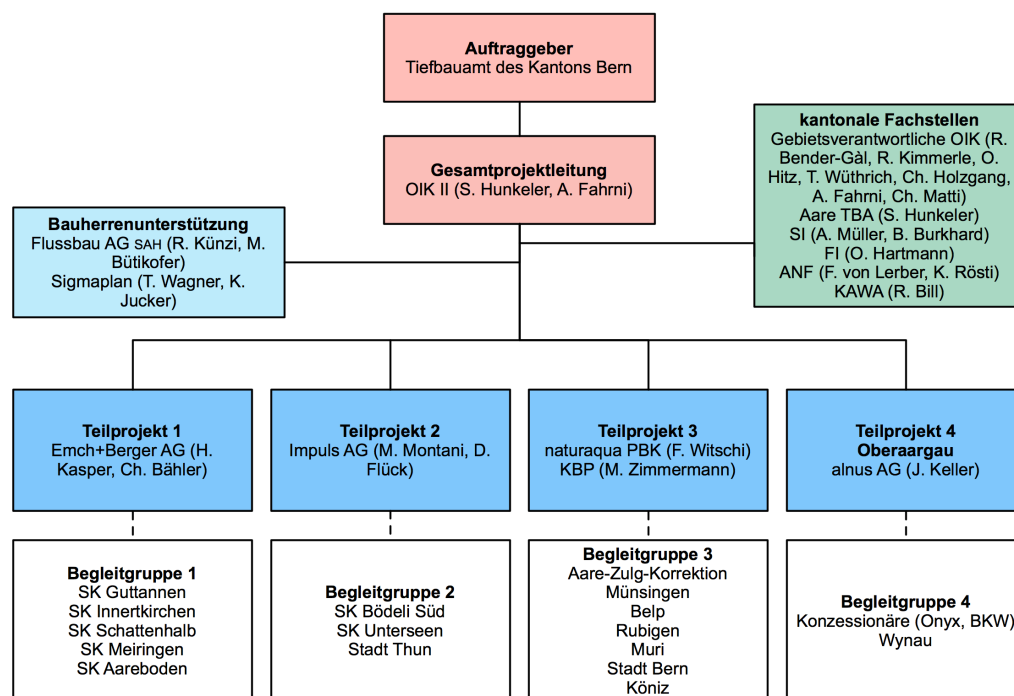 Auftraggeber
Tiefbauamt des Kantons Bern
Gesamtprojektleitung
OIK II (S. Hunkeler, A. Fahrni)
kantonale Fachstellen
Gebietsverantwortliche OIK (R.
Bender-Gàl, R. Kimmerle, O.
Hitz, T. Wüthrich, Ch. Holzgang,
A. Fahrni, Ch. Matti)
Aare TBA (S. Hunkeler)
SI (A. Müller, B. Burkhard)
FI (O. Hartmann)
ANF (F. von Lerber, K. Rösti)
KAWA (R. Bill)
Bauherrenunterstützung
Flussbau AG SAH (R. Künzi, M.
Bütikofer)
Sigmaplan (T. Wagner, K.
Jucker)
Teilprojekt 1
Emch+Berger AG (H.
Kasper, Ch. Bähler)
Teilprojekt 2
Impuls AG (M. Montani, D.
Flück)
Teilprojekt 3
naturaqua PBK (F. Witschi)
KBP (M. Zimmermann)
Teilprojekt 4
Oberaargau
alnus AG (J. Keller)
Begleitgruppe 1
SK Guttannen
SK Innertkirchen
SK Schattenhalb
SK Meiringen
SK Aareboden
Begleitgruppe 2
SK Bödeli Süd
SK Unterseen
Stadt Thun
Begleitgruppe 3
Aare-Zulg-Korrektion
Münsingen
Belp
Rubigen
Muri
Stadt Bern
Köniz
Begleitgruppe 4
Konzessionäre (Onyx, BKW)
Wynau